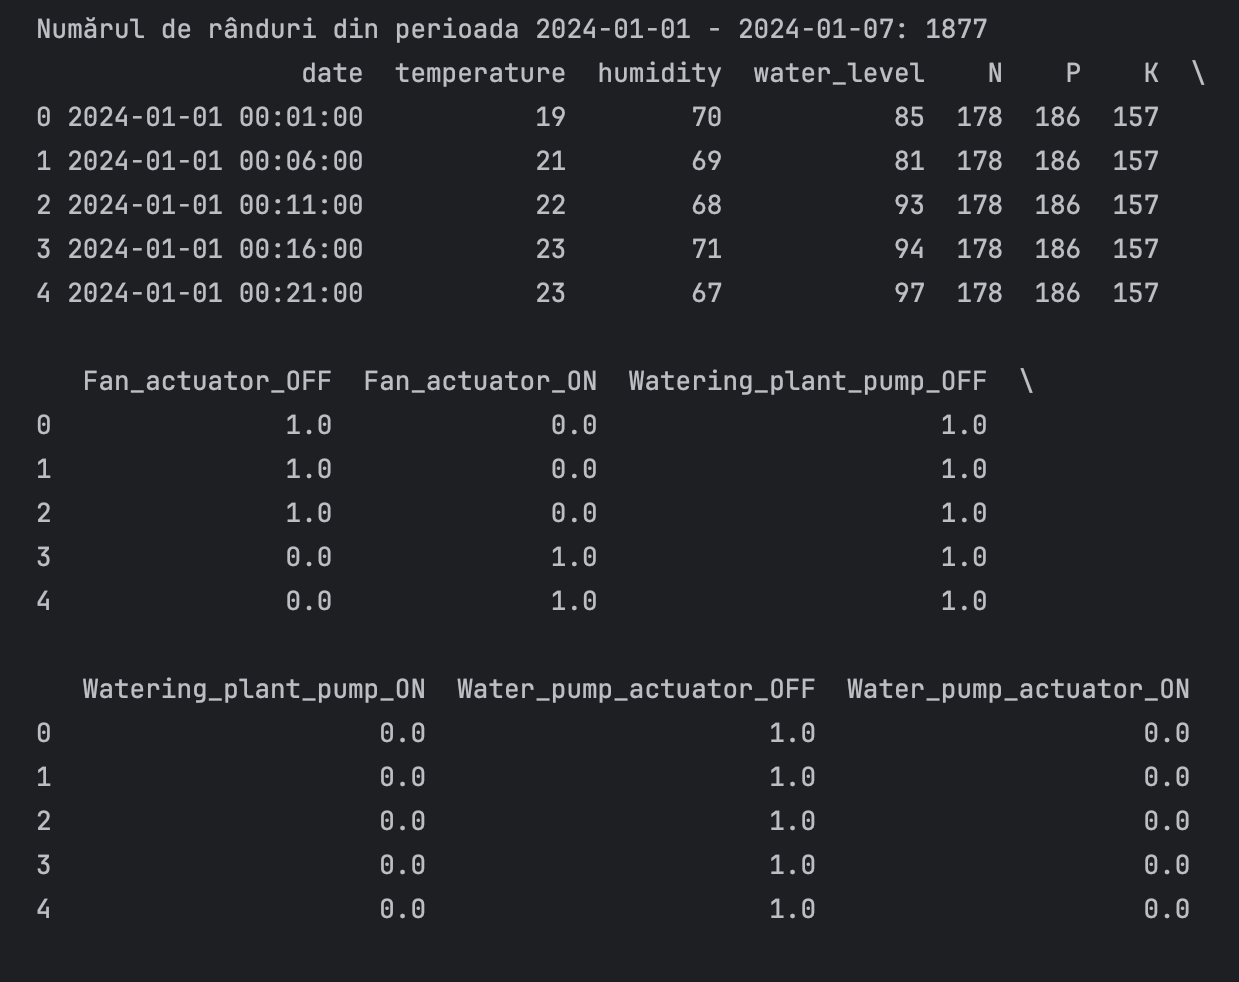 Numărul de rânduri din perioada 2024-01-01 - 2024-01-07: 1877
date temperature humidity water_level N P K \
0 2024-01-01 00:01:00 19 70 85 178 186 157
1 2024-01-01 00:06:00 21 69 81 178 186 157
2 2024-01-01 00:11:00 22 68 93 178 186 157
3 2024-01-01 00:16:00 23 71 94 178 186 157
4 2024-01-01 00:21:00 23 67 97 178 186 157
Fan_actuator_OFF Fan_actuator_ON Watering_plant_pump_OFF \
0 1.0 0.0 1.0
1 1.0 0.0 1.0
2 1.0 0.0 1.0
3 0.0 1.0 1.0
4 0.0 1.0 1.0
Watering_plant_pump_ON Water_pump_actuator_OFF Water_pump_actuator_ON
0 0.0 1.0 0.0
1 0.0 1.0 0.0
2 0.0 1.0 0.0
3 0.0 1.0 0.0
4 0.0 1.0 0.0